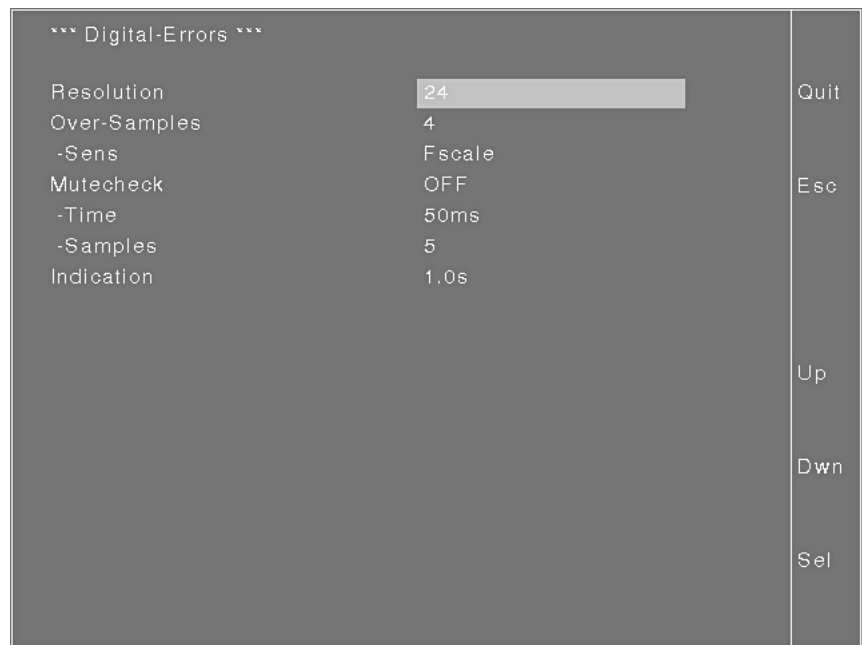 *** Digital-Errors ***
Resolution 24
Over-Samples 4
-Sens Fscale
Mutecheck OFF
-Time 50ms
-Samples 5
Indication 1.0s
Quit
Esc
Up
Dwn
Sel